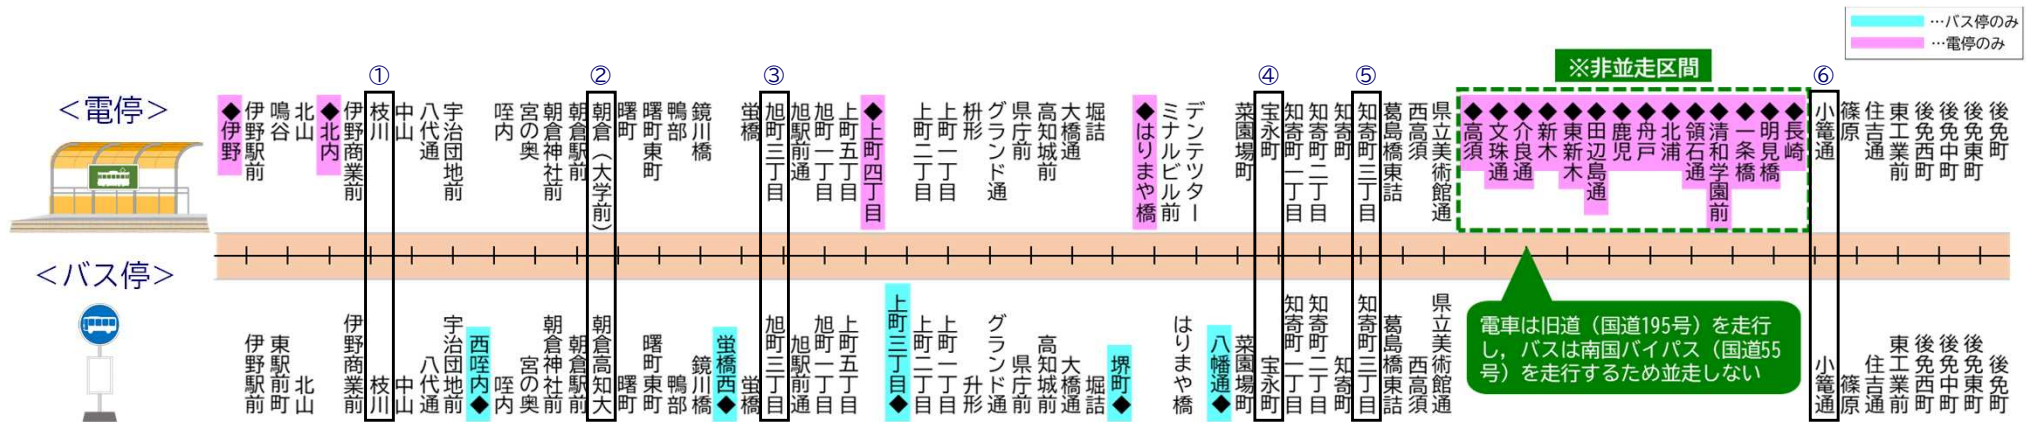 …バス停のみ
…電停のみ
※非並走区間
① ② ③ ④ ⑤ ⑥
＜電停＞
◆伊野
伊野駅前
鳴谷
北山
◆北内
伊野商業前
枝川
中山
八代通
宇治団地前
咥内
宮の奥
朝倉神社前
朝倉駅前
朝倉（大学前）
曙町
曙町東町
鴨部
鏡川橋
蛍橋
旭町三丁目
旭駅前通
旭町一丁目
上町五丁目
◆上町四丁目
上町二丁目
上町一丁目
枡形
グランド通
県庁前
高知城前
大橋通
堀詰
◆はりまや橋
デンテツターミナルビル前
菜園場町
宝永町
知寄町一丁目
知寄町二丁目
知寄町
知寄町三丁目
葛島橋東詰
西高須
県立美術館通
◆高須
◆文珠通
◆介良通
◆新木
◆東新木
◆田辺島通
◆鹿児
◆舟戸
◆北浦
◆領石通
◆清和学園前
◆一条橋
◆明見橋
◆長崎
小篭通
篠原
住吉通
東工業前
後免西町
後免中町
後免東町
後免町
＜バス停＞
伊野駅前
東駅前町
北山
伊野商業前
枝川
中山
八代通
宇治団地前
西咥内◆
咥内
宮の奥
朝倉神社前
朝倉駅前
朝倉高知大
曙町
曙町東町
鴨部
鏡川橋
蛍橋西◆
蛍橋
旭町三丁目
旭駅前通
旭町一丁目
上町五丁目
上町三丁目◆
上町二丁目
上町一丁目
升形
グランド通
県庁前
高知城前
大橋通
堀詰
堺町◆
はりまや橋
八幡通◆
菜園場町
宝永町
知寄町一丁目
知寄町二丁目
知寄町
知寄町三丁目
葛島橋東詰
西高須
県立美術館通
電車は旧道（国道195号）を走行
し，バスは南国バイパス（国道55
号）を走行するため並走しない
小篭通
篠原
住吉通
東工業前
後免西町
後免中町
後免東町
後免町